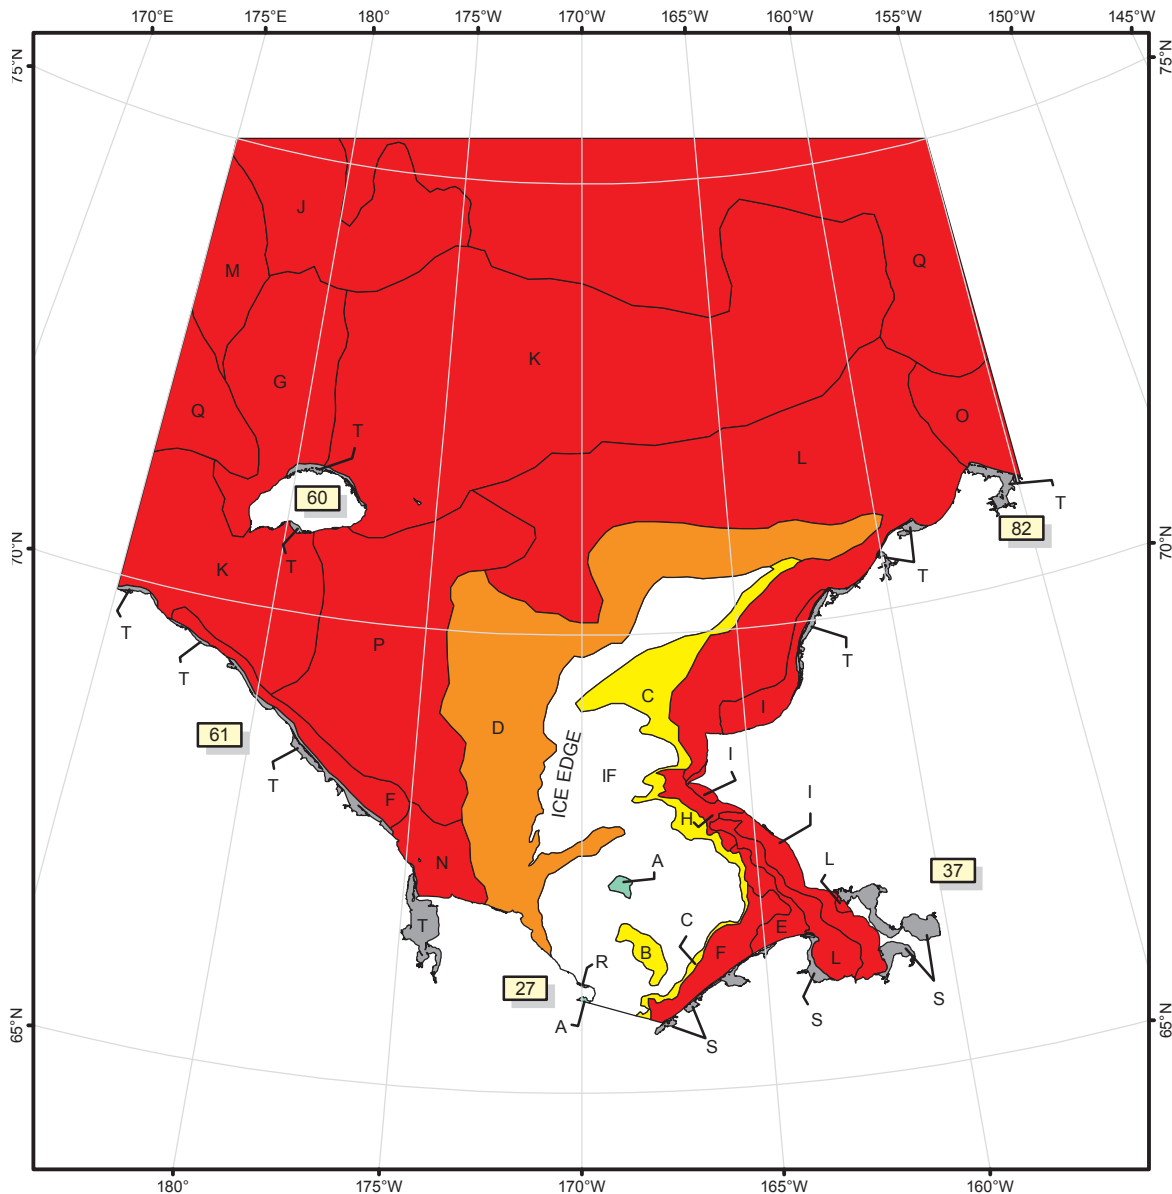 170°E 175°E 180° 175°W 170°W 165°W 160°W 155°W 150°W 145°W
75°N 75°N
J
M
Q
K
G
Q
O
T
L
60
T
82
T
T
K
T
70°N 70°N
T
P
T
T
C
I
61
D
ICE EDGE
IF
I
T
F
I
H
N
A
L
37
T
C
E
F
B
L
R
27
S
A
S
S
65°N 65°N
180° 175°W 170°W 165°W 160°W